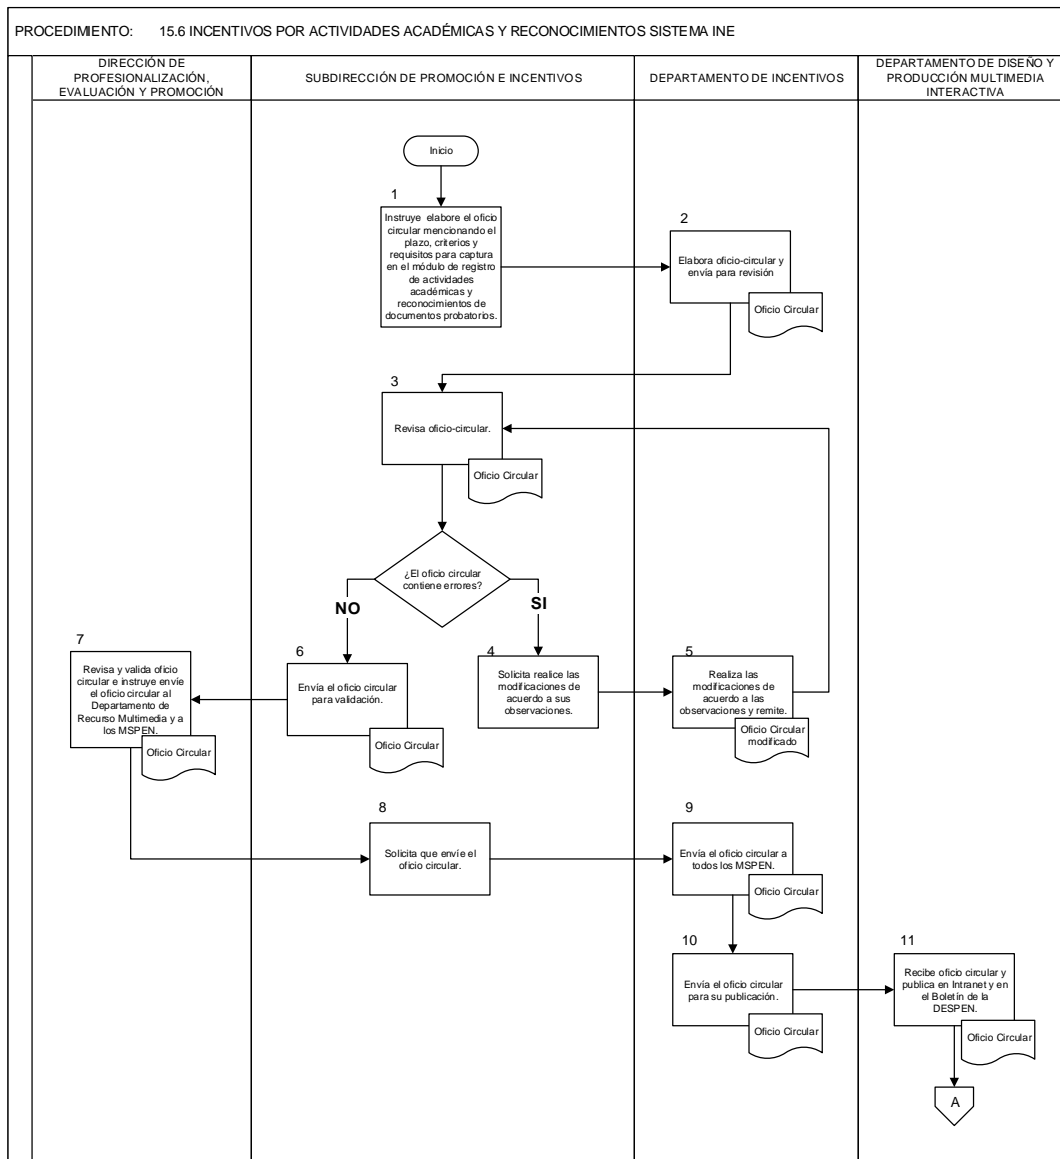 PROCEDIMIENTO: 15.6 INCENTIVOS POR ACTIVIDADES ACADÉMICAS Y RECONOCIMIENTOS SISTEMA INE
DIRECCIÓN DE
PROFESIONALIZACIÓN,
EVALUACIÓN Y PROMOCIÓN
SUBDIRECCIÓN DE PROMOCIÓN E INCENTIVOS
DEPARTAMENTO DE INCENTIVOS
DEPARTAMENTO DE DISEÑO Y
PRODUCCIÓN MULTIMEDIA
INTERACTIVA
Inicio
1
Instruye elabore el oficio
circular mencionando el
plazo, criterios y
requisitos para captura
en el módulo de registro
de actividades
académicas y
reconocimientos de
documentos probatorios.
2
Elabora oficio-circular y
envía para revisión
Oficio Circular
3
Revisa oficio-circular.
Oficio Circular
¿El oficio circular
contiene errores?
NO
SI
4
Solicita realice las
modificaciones de
acuerdo a sus
observaciones.
5
Realiza las
modificaciones de
acuerdo a las
observaciones y remite.
Oficio Circular
modificado
6
Envía el oficio circular
para validación.
Oficio Circular
7
Revisa y valida oficio
circular e instruye envíe
el oficio circular al
Departamento de
Recurso Multimedia y a
los MSPEN.
Oficio Circular
8
Solicita que envíe el
oficio circular.
9
Envía el oficio circular a
todos los MSPEN.
Oficio Circular
10
Envía el oficio circular
para su publicación.
Oficio Circular
11
Recibe oficio circular y
publica en Intranet y en
el Boletín de la
DESPEN.
Oficio Circular
A